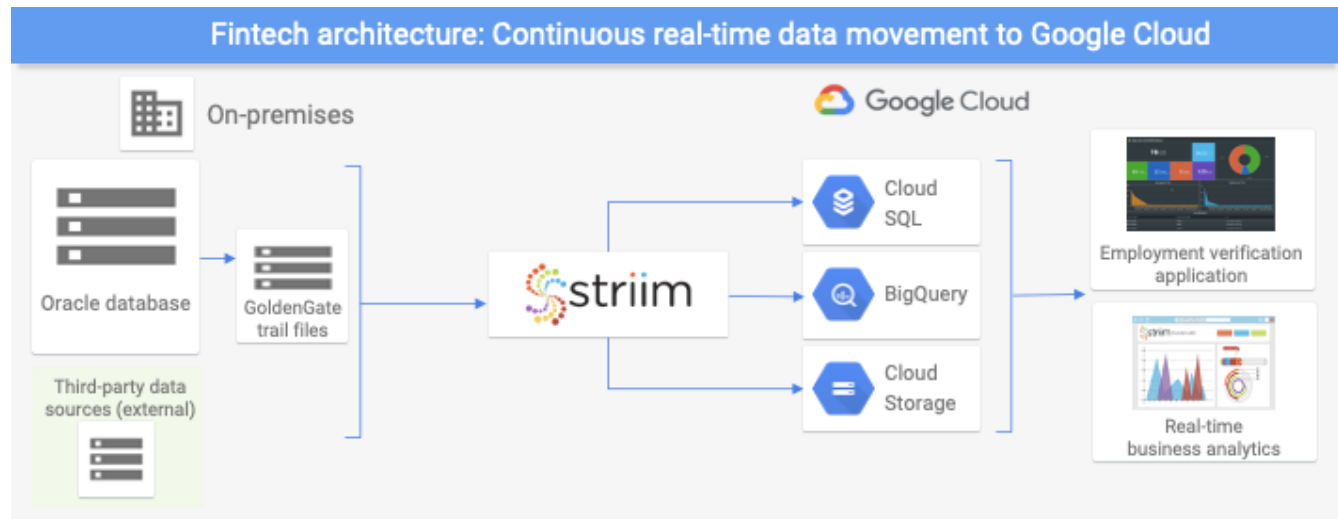 Fintech architecture: Continuous real-time data movement to Google Cloud
On-premises
Google Cloud
Oracle database
GoldenGate
trail files
Third-party data
sources (external)
striim
Cloud
SQL
BigQuery
Cloud
Storage
Employment verification
application
striim
Real-time
business analytics